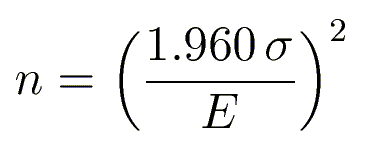 n = (1.960 σ / E)²